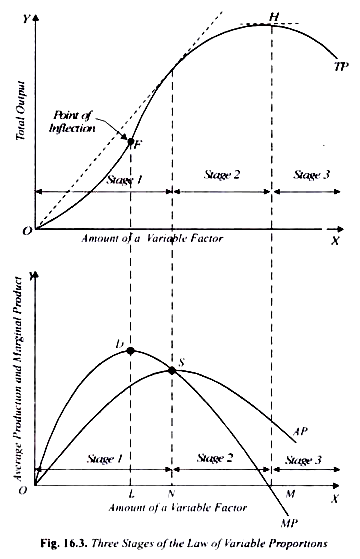 Y
H
TP
Total Output
Point of
Inflection
F
Stage 1
Stage 2
Stage 3
O
Amount of a Variable Factor
X
Y
Average Production and Marginal Product
D
S
AP
Stage 1
Stage 2
Stage 3
O
L
N
M
X
Amount of a Variable Factor
MP
Fig. 16.3. Three Stages of the Law of Variable Proportions